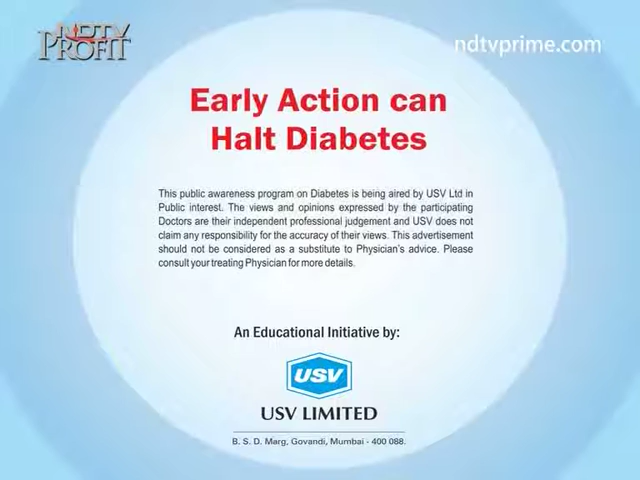 NDTV
PROFIT
ndtvprime.com
Early Action can
Halt Diabetes
This public awareness program on Diabetes is being aired by USV Ltd in
Public interest. The views and opinions expressed by the participating
Doctors are their independent professional judgement and USV does not
claim any responsibility for the accuracy of their views. This advertisement
should not be considered as a substitute to Physician's advice. Please
consult your treating Physician for more details.
An Educational Initiative by:
USV
USV LIMITED
B. S. D. Marg, Govandi, Mumbai - 400 088.